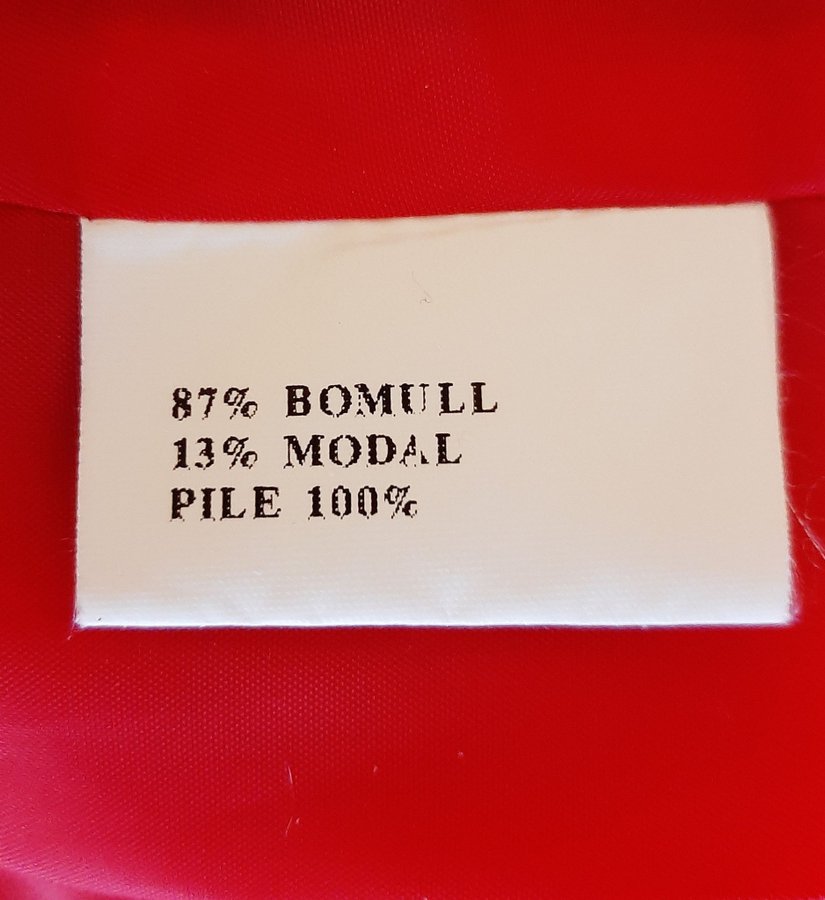 87% BOMULL
13% MODAL
PILE 100%